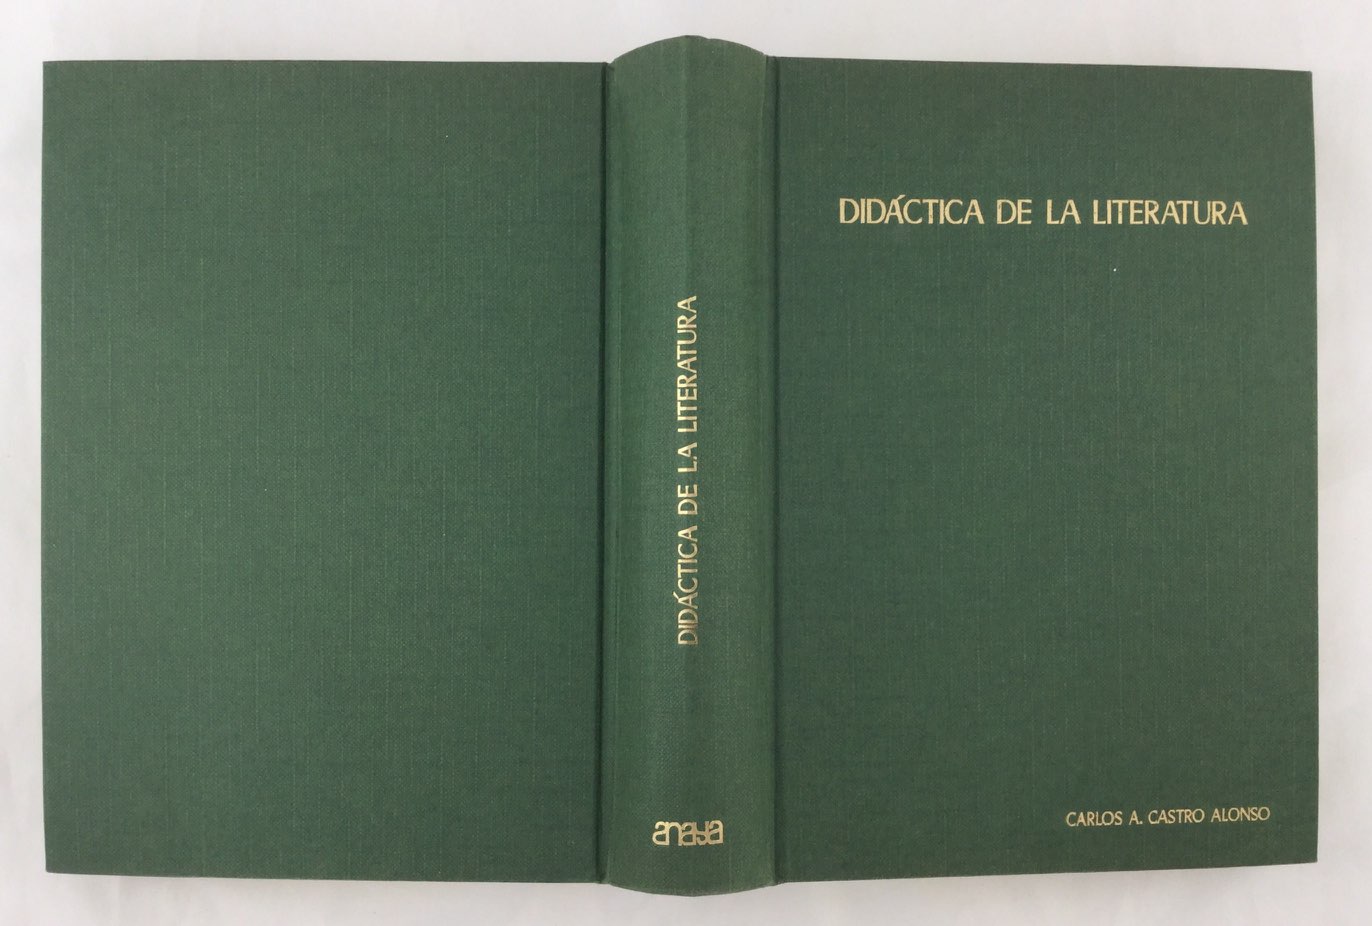 DIDÁCTICA DE LA LITERATURA
anaya
DIDÁCTICA DE LA LITERATURA
CARLOS A. CASTRO ALONSO